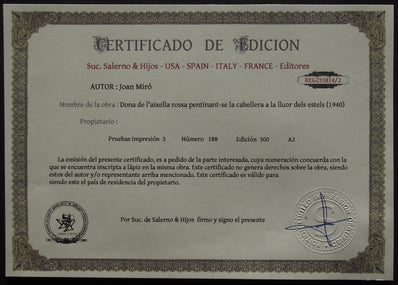 CERTIFICADO DE EDICION
Suc. Salerno & Hijos - USA - SPAIN - ITALY - FRANCE - Editores
REG235814/2
AUTOR : Joan Miró
Nombre de la obra : Dona de l'aixella rossa pentinant-se la cabellera a la lluor dels estels (1940)
Propietario :
Pruebas impresión 3 Número 188 Edición 300 A2
La emisión del presente certificado, es a pedido de la parte interesada, cuya numeración concuerda con la
que se encuentra inscripta a lápiz en la misma obra. Este certificado no genera derechos sobre la obra, siendo
estos del autor y/o representante arriba mencionado. Este certificado es válido para
siendo este el país de residencia del propietario.
Por Suc. de Salerno & Hijos firmo y signo el presente